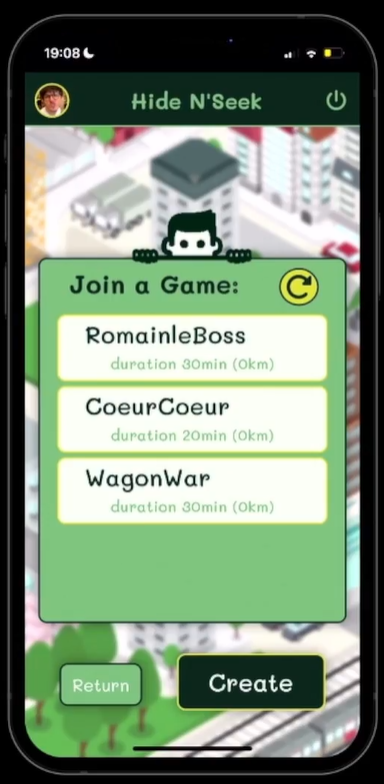 19:08
Hide N'Seek
Join a Game:
RomainleBoss
duration 30min (0km)
CoeurCoeur
duration 20min (0km)
WagonWar
duration 30min (0km)
Return
Create